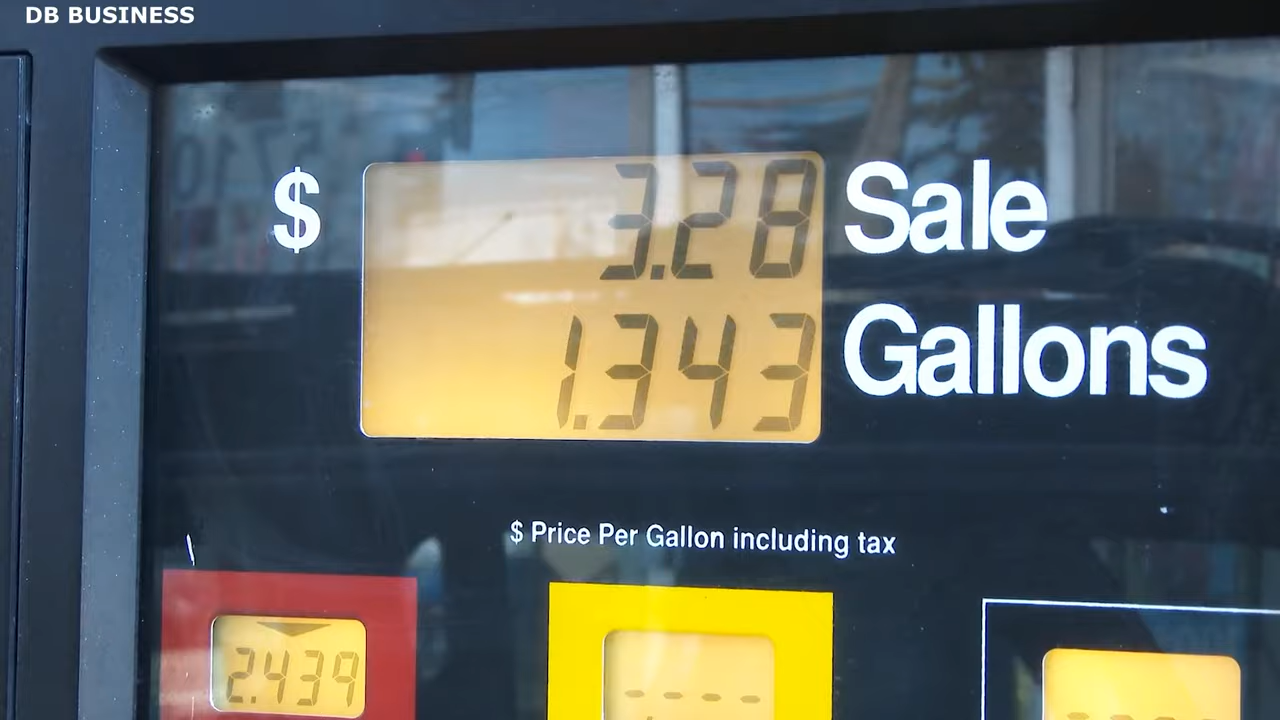 DB BUSINESS
$ 3.28 Sale
1.343 Gallons
$ Price Per Gallon including tax
2.439
----